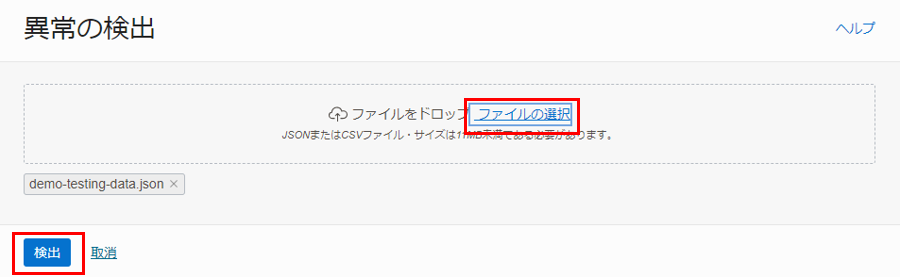 異常の検出
ヘルプ
ファイルをドロップ ファイルの選択
JSONまたはCSVファイル・サイズは11MB未満である必要があります。
demo-testing-data.json ×
検出 取消